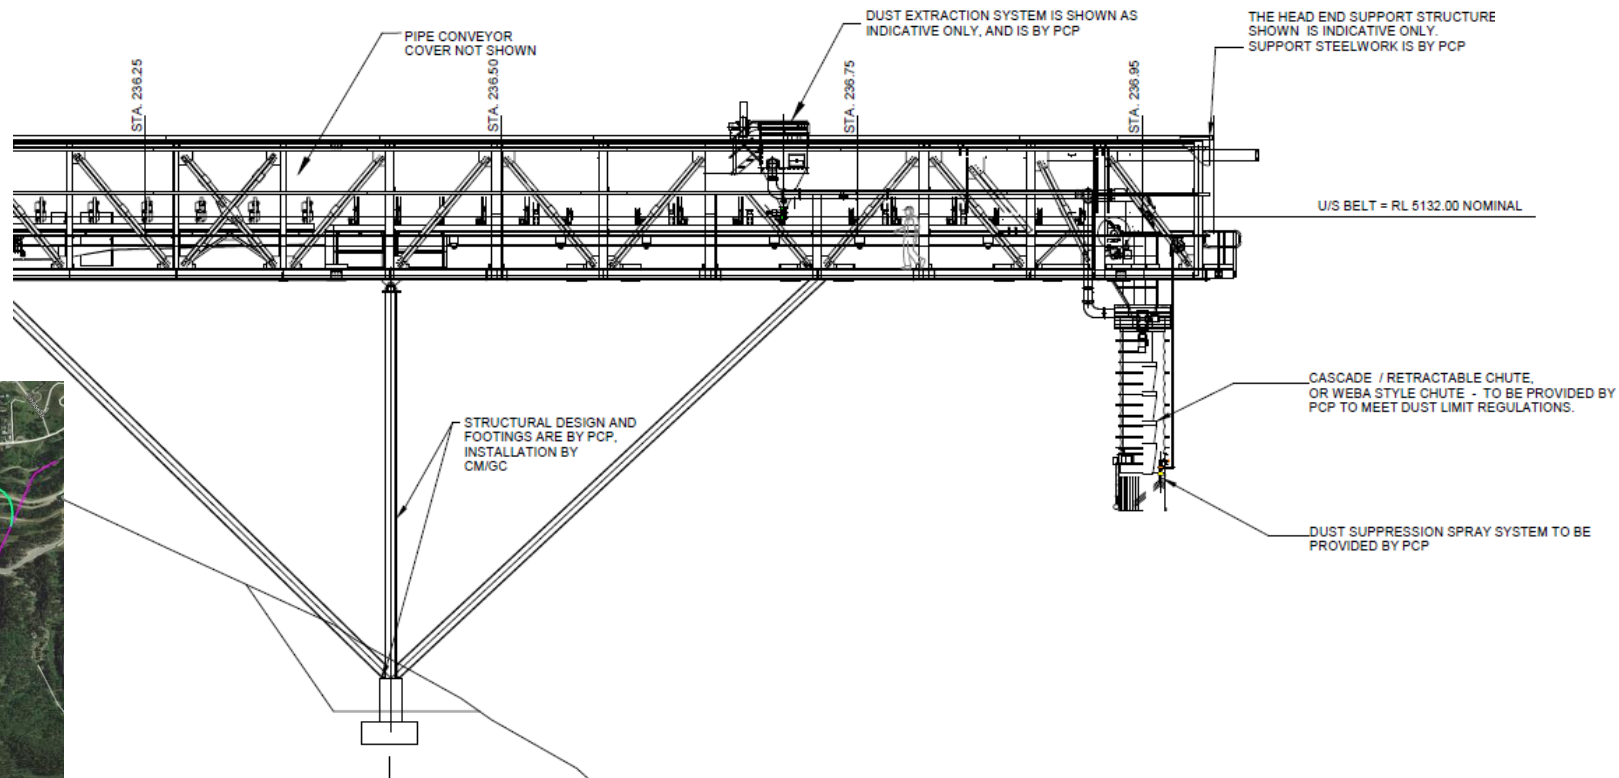 DUST EXTRACTION SYSTEM IS SHOWN AS
INDICATIVE ONLY, AND IS BY PCP
THE HEAD END SUPPORT STRUCTURE
SHOWN IS INDICATIVE ONLY.
SUPPORT STEELWORK IS BY PCP
PIPE CONVEYOR
COVER NOT SHOWN
STA. 236.25
STA. 236.50
STA. 236.75
STA. 236.95
U/S BELT = RL 5132.00 NOMINAL
CASCADE / RETRACTABLE CHUTE,
OR WEBA STYLE CHUTE - TO BE PROVIDED BY
PCP TO MEET DUST LIMIT REGULATIONS.
STRUCTURAL DESIGN AND
FOOTINGS ARE BY PCP,
INSTALLATION BY
CM/GC
DUST SUPPRESSION SPRAY SYSTEM TO BE
PROVIDED BY PCP